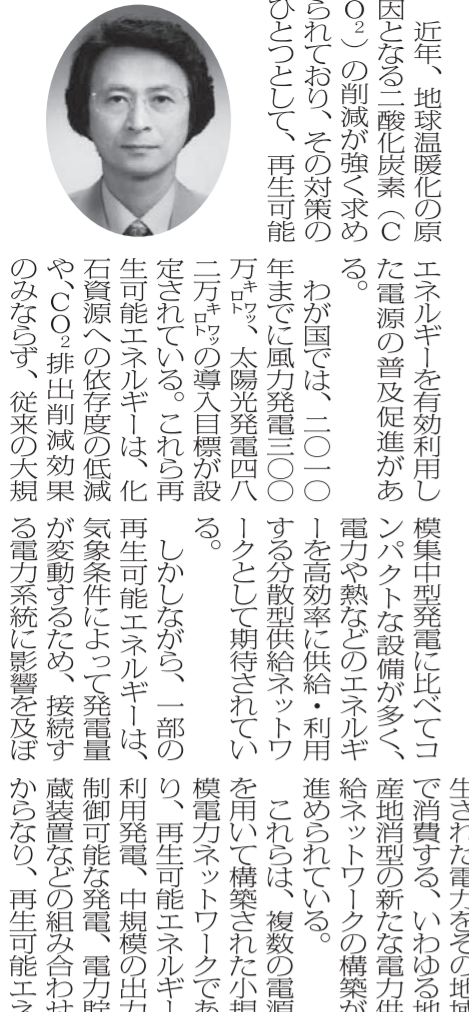 近年、地球温暖化の原
因となる二酸化炭素（C
O₂）の削減が強く求め
られており、その対策の
ひとつとして、再生可能
エネルギーを有効利用し
た電源の普及促進があ
る。
わが国では、二〇一〇
年までに風力発電三〇〇
万キロワッ、太陽光発電四八
二万キロワッの導入目標が設
定されている。これら再
生可能エネルギーは、化
石資源への依存度の低減
や、CO₂排出削減効果
のみならず、従来の大規
模集中型発電に比べてコ
ンパクトな設備が多く、
電力や熱などのエネルギ
ーを高効率に供給・利用
する分散型供給ネットワ
ークとして期待されてい
る。
しかしながら、一部の
再生可能エネルギーは、
気象条件によって発電量
が変動するため、接続す
る電力系統に影響を及ぼ
生された電力をその地域
で消費する、いわゆる地
産地消型の新たな電力供
給ネットワークの構築が
進められている。
これらは、複数の電源
を用いて構築された小規
模電力ネットワークであ
り、再生可能エネルギー
利用発電、中規模の出力
制御可能な発電、電力貯
蔵装置などの組み合わせ
からなり、再生可能エネ